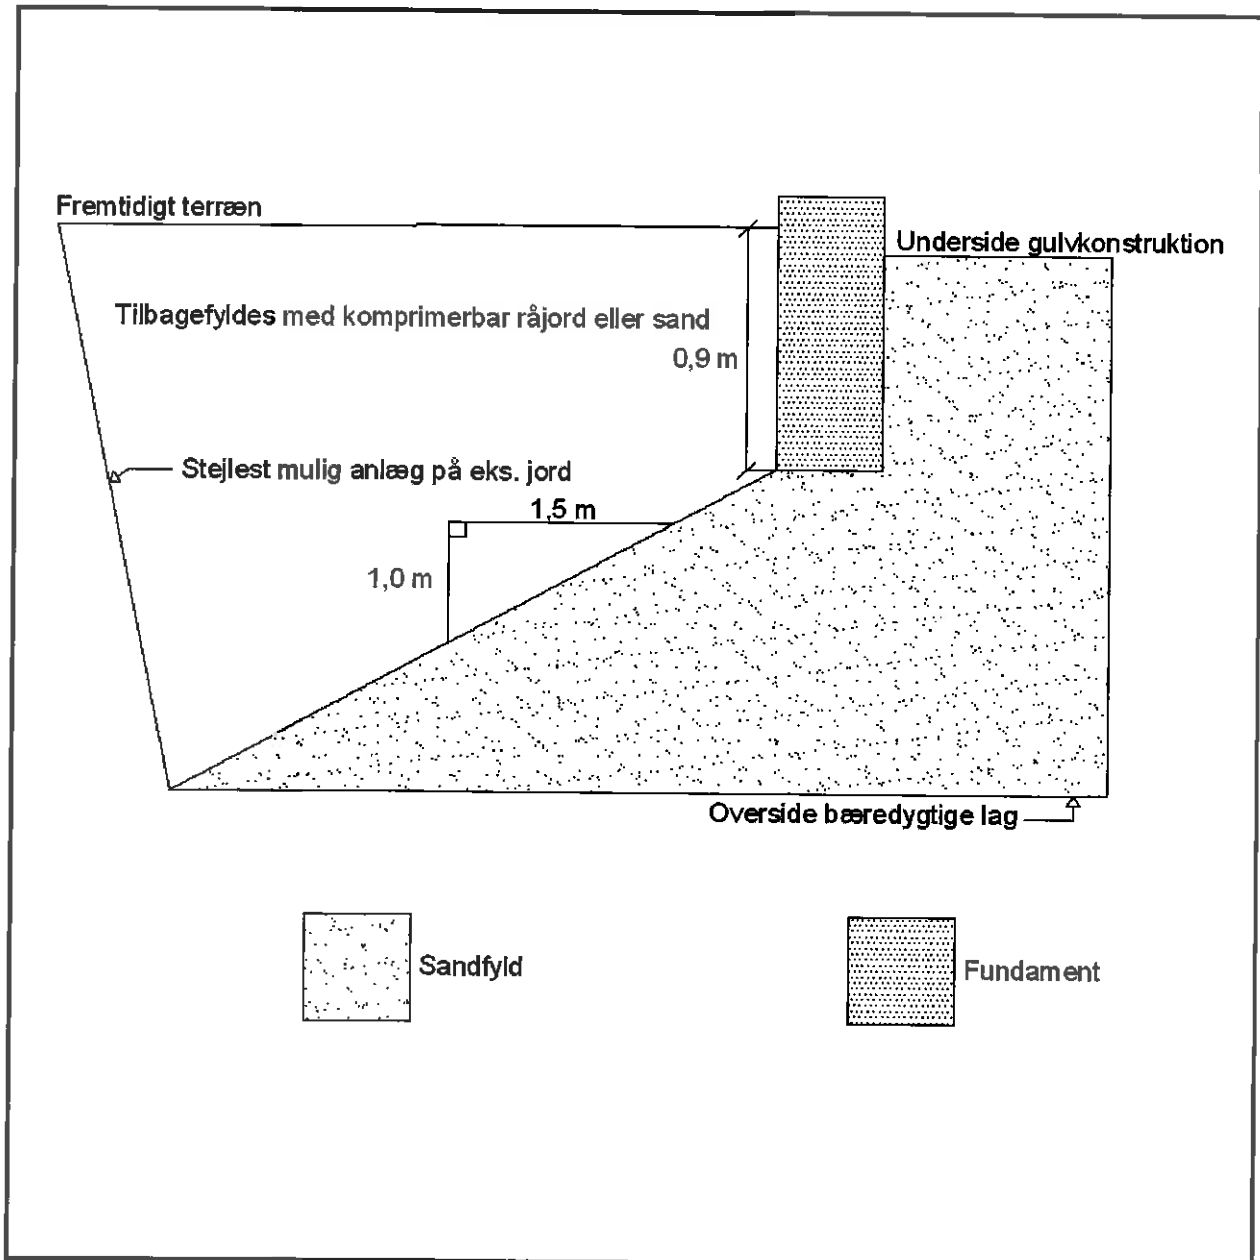 Fremtidigt terræn
Underside gulvkonstruktion
Tilbagefyldes med komprimerbar råjord eller sand
0,9 m
Stejlest mulig anlæg på eks. jord
1,5 m
1,0 m
Overside bæredygtige lag
Sandfyld
Fundament